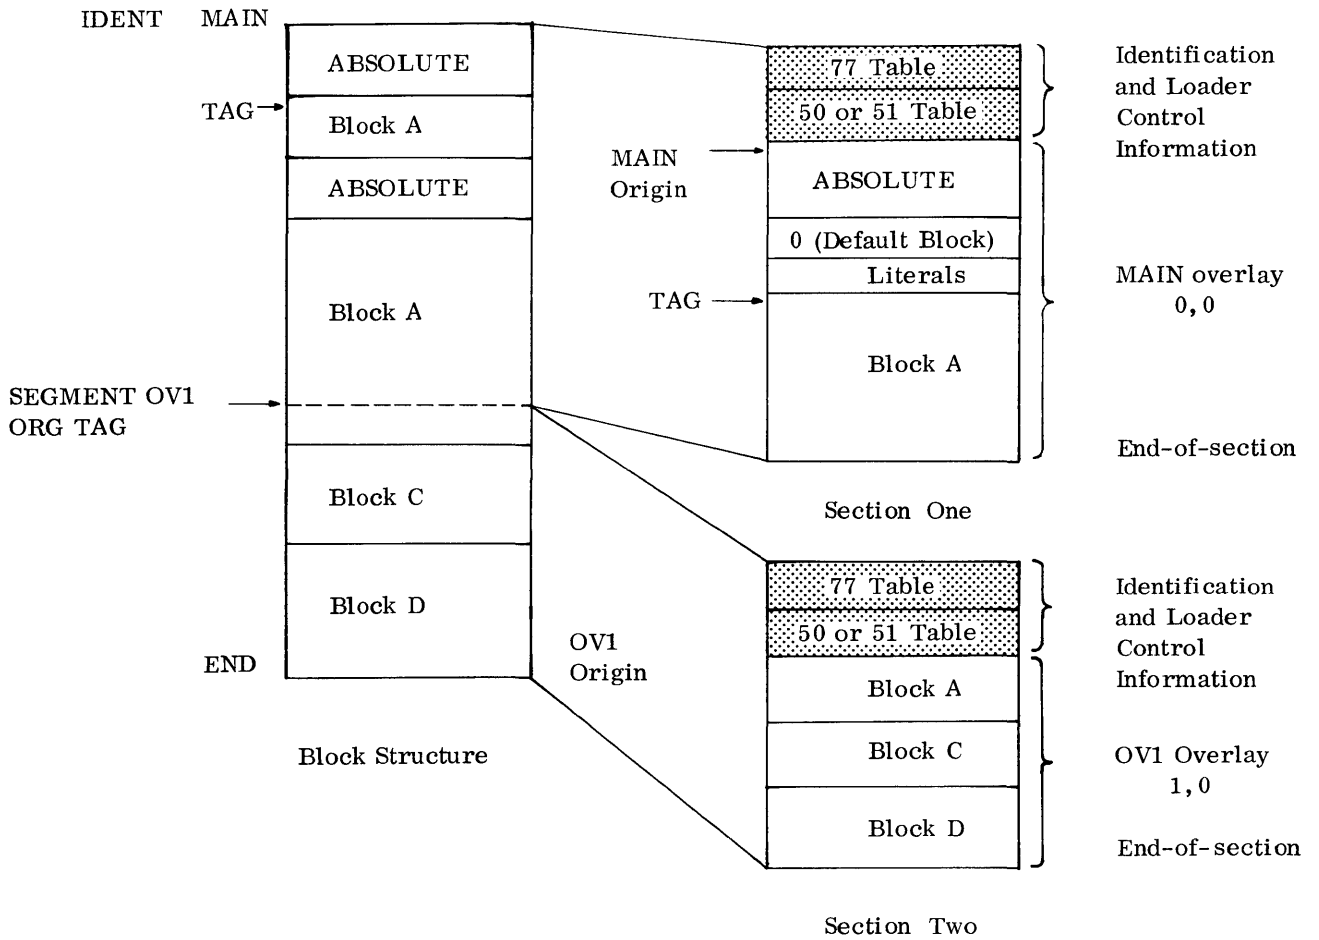 IDENT MAIN
ABSOLUTE
TAG
Block A
ABSOLUTE
Block A
SEGMENT OV1
ORG TAG
Block C
Block D
END
Block Structure
77 Table
50 or 51 Table
Identification
and Loader
Control
Information
MAIN
Origin
ABSOLUTE
0 (Default Block)
Literals
TAG
Block A
MAIN overlay
0,0
End-of-section
Section One
77 Table
50 or 51 Table
Identification
and Loader
Control
Information
OV1
Origin
Block A
Block C
Block D
OV1 Overlay
1,0
End-of-section
Section Two